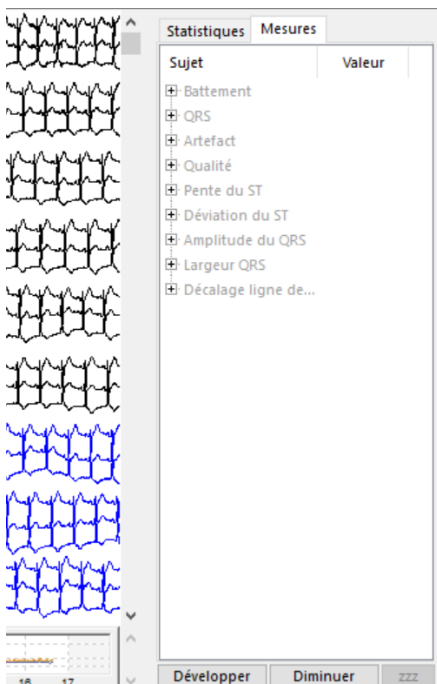 Statistiques Mesures
Sujet Valeur
Battement
QRS
Artefact
Qualité
Pente du ST
Déviation du ST
Amplitude du QRS
Largeur QRS
Décalage ligne de...
16 17
Développer Diminuer zzz